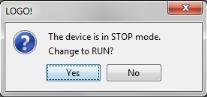 LOGO!
The device is in STOP mode.
Change to RUN?
Yes No